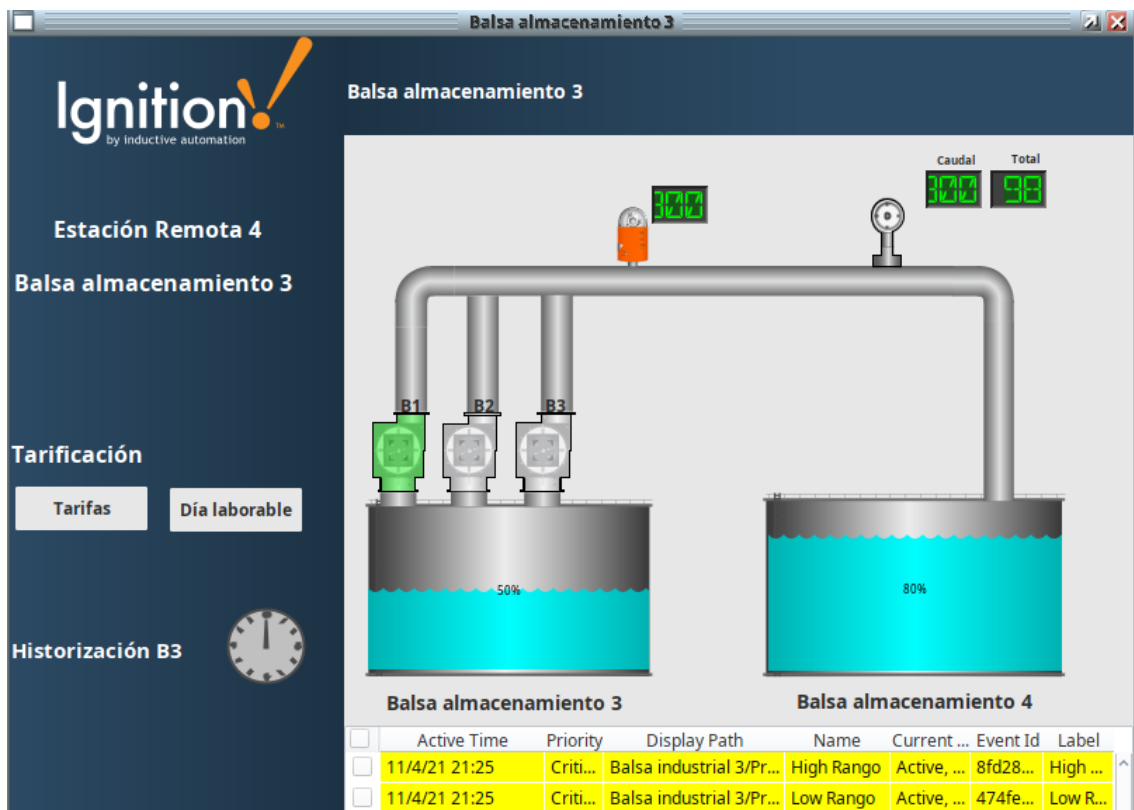 Balsa almacenamiento 3
Ignition!
by inductive automation
TM
Estación Remota 4
Balsa almacenamiento 3
Tarificación
Tarifas
Día laborable
Historización B3
Balsa almacenamiento 3
Caudal
Total
300
300
98
B1
B2
B3
50%
80%
Balsa almacenamiento 3
Balsa almacenamiento 4
Active Time Priority Display Path Name Current ... Event Id Label
11/4/21 21:25 Criti... Balsa industrial 3/Pr... High Rango Active, ... 8fd28... High ...
11/4/21 21:25 Criti... Balsa industrial 3/Pr... Low Rango Active, ... 474fe... Low R...